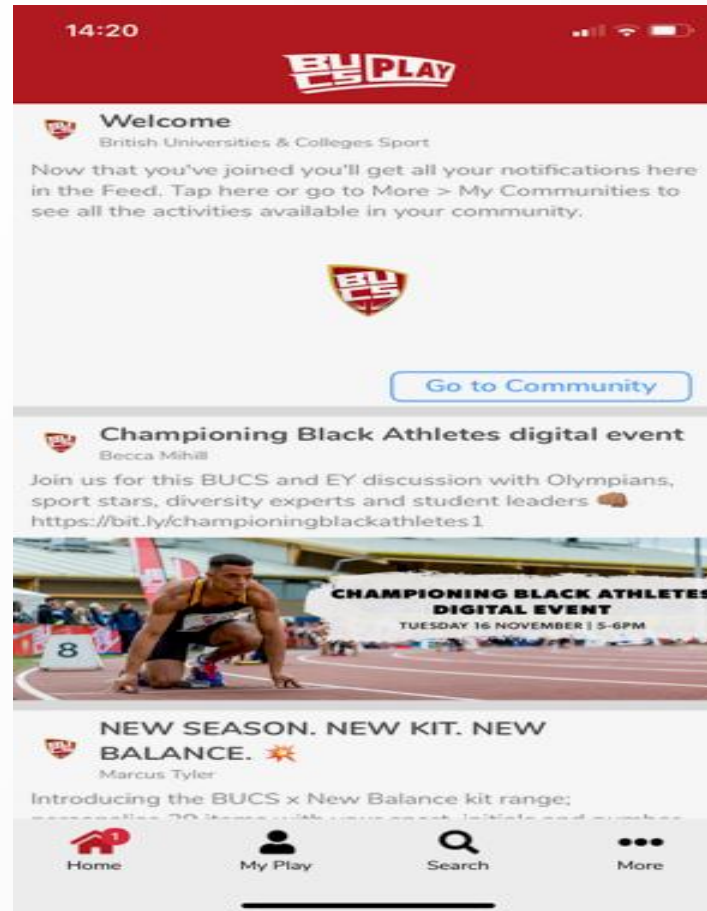 14:20
BUCS PLAY
Welcome
British Universities & Colleges Sport
Now that you've joined you'll get all your notifications here
in the Feed. Tap here or go to More > My Communities to
see all the activities available in your community.
BUCS
Go to Community
Championing Black Athletes digital event
Becca Mihill
Join us for this BUCS and EY discussion with Olympians,
sport stars, diversity experts and student leaders 👊🏾
https://bit.ly/championingblackathletes1
CHAMPIONING BLACK ATHLETES
DIGITAL EVENT
TUESDAY 16 NOVEMBER | 5-6PM
8
NEW SEASON. NEW KIT. NEW
BALANCE. 💥
Marcus Tyler
Introducing the BUCS x New Balance kit range;
1
Home
My Play
Search
More